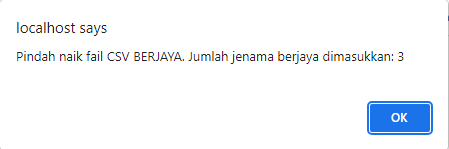 localhost says
Pindah naik fail CSV BERJAYA. Jumlah jenama berjaya dimasukkan: 3
OK